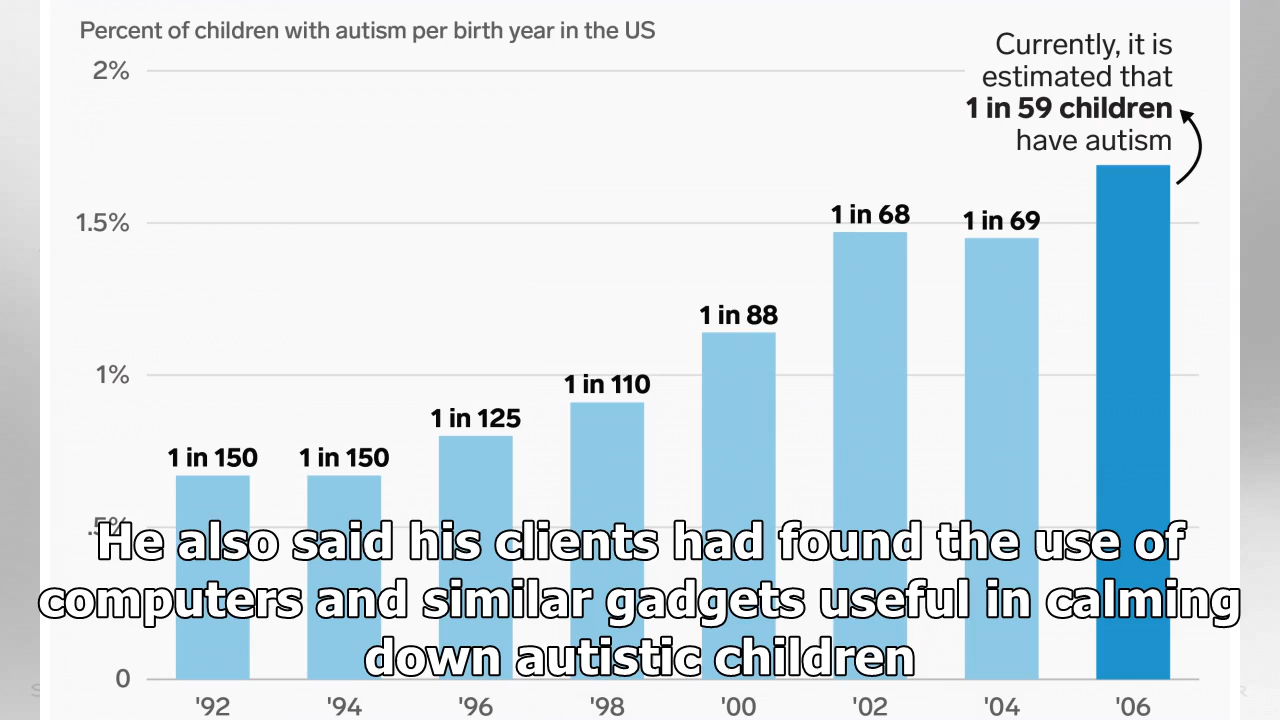 Percent of children with autism per birth year in the US
Currently, it is
estimated that
1 in 59 children
have autism
2%
1.5%
1%
.5%
0
1 in 150
1 in 150
1 in 125
1 in 110
1 in 88
1 in 68
1 in 69
He also said his clients had found the use of
computers and similar gadgets useful in calming
down autistic children
'92
'94
'96
'98
'00
'02
'04
'06